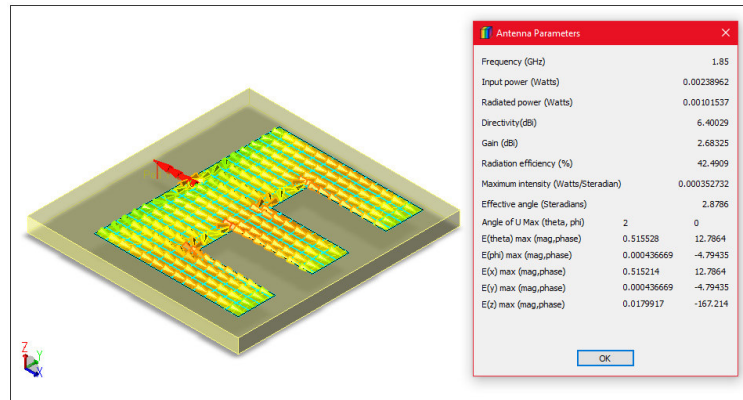 Antenna Parameters
Frequency (GHz) 1.85
Input power (Watts) 0.00238962
Radiated power (Watts) 0.00101537
Directivity(dBi) 6.40029
Gain (dBi) 2.68325
Radiation efficiency (%) 42.4909
Maximum intensity (Watts/Steradian) 0.000352732
Effective angle (Steradians) 2.8786
Angle of U Max (theta, phi) 2 0
E(theta) max (mag,phase) 0.515528 12.7864
E(phi) max (mag,phase) 0.000436669 -4.79435
E(x) max (mag,phase) 0.515214 12.7864
E(y) max (mag,phase) 0.000436669 -4.79435
E(z) max (mag,phase) 0.0179917 -167.214
OK
Z
Y
X